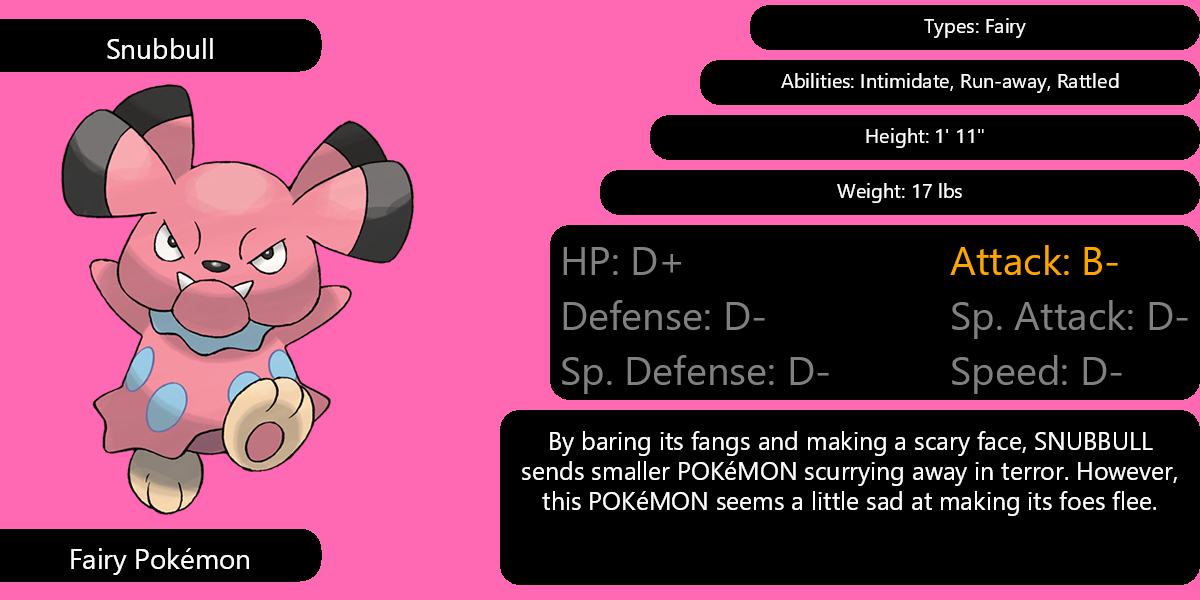 Snubbull
Fairy Pokémon
Types: Fairy
Abilities: Intimidate, Run-away, Rattled
Height: 1' 11"
Weight: 17 lbs
HP: D+ Attack: B-
Defense: D- Sp. Attack: D-
Sp. Defense: D- Speed: D-
By baring its fangs and making a scary face, SNUBBULL
sends smaller POKéMON scurrying away in terror. However,
this POKéMON seems a little sad at making its foes flee.